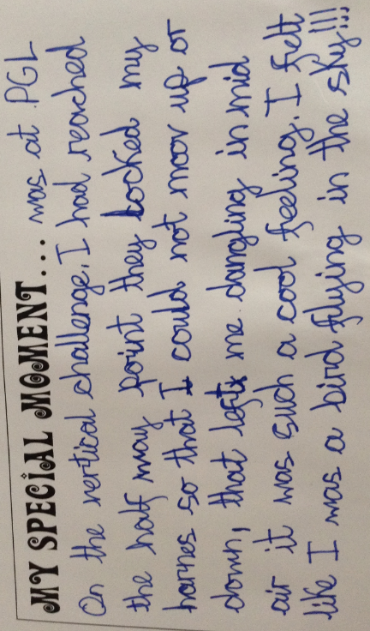 MY SPECIAL MOMENT... was at PGL
On the vertical challenge, I had reached
the half way point they locked my
harnes so that I could not moov up or
down, that left me dangling in mid
air it was such a cool feeling. I felt
like I was a bird flying in the sky!!!